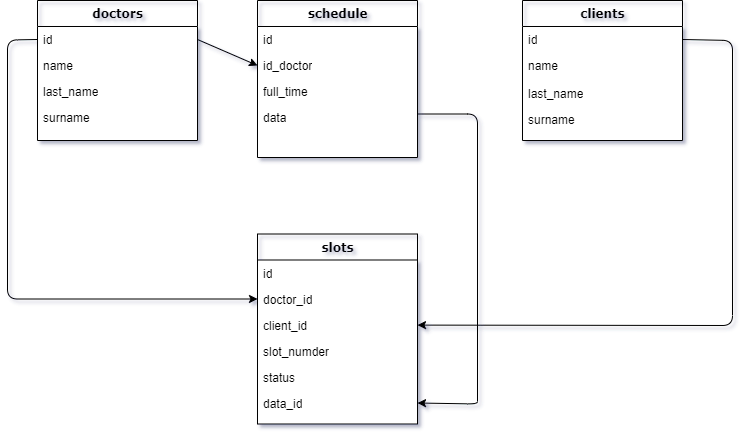 doctors
id
name
last_name
surname
schedule
id
id_doctor
full_time
data
clients
id
name
last_name
surname
slots
id
doctor_id
client_id
slot_numder
status
data_id